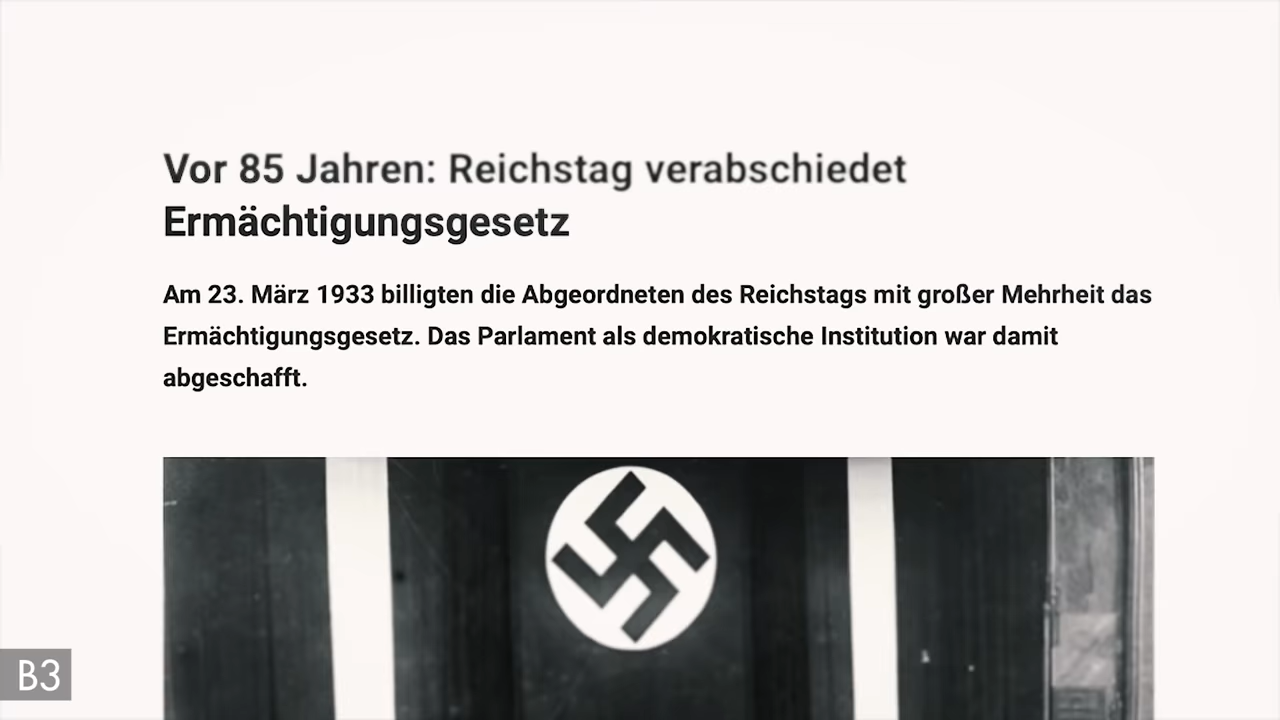 Vor 85 Jahren: Reichstag verabschiedet
Ermächtigungsgesetz
Am 23. März 1933 billigten die Abgeordneten des Reichstags mit großer Mehrheit das
Ermächtigungsgesetz. Das Parlament als demokratische Institution war damit
abgeschafft.
B3